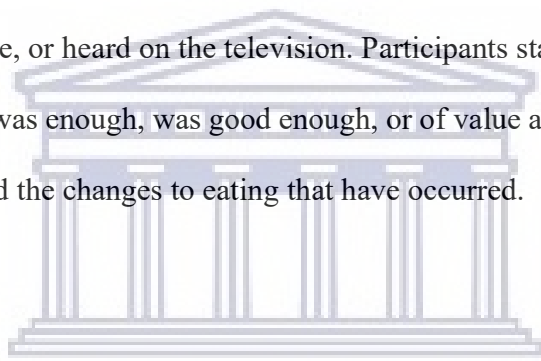 e, or heard on the television. Participants sta
was enough, was good enough, or of value a
d the changes to eating that have occurred.